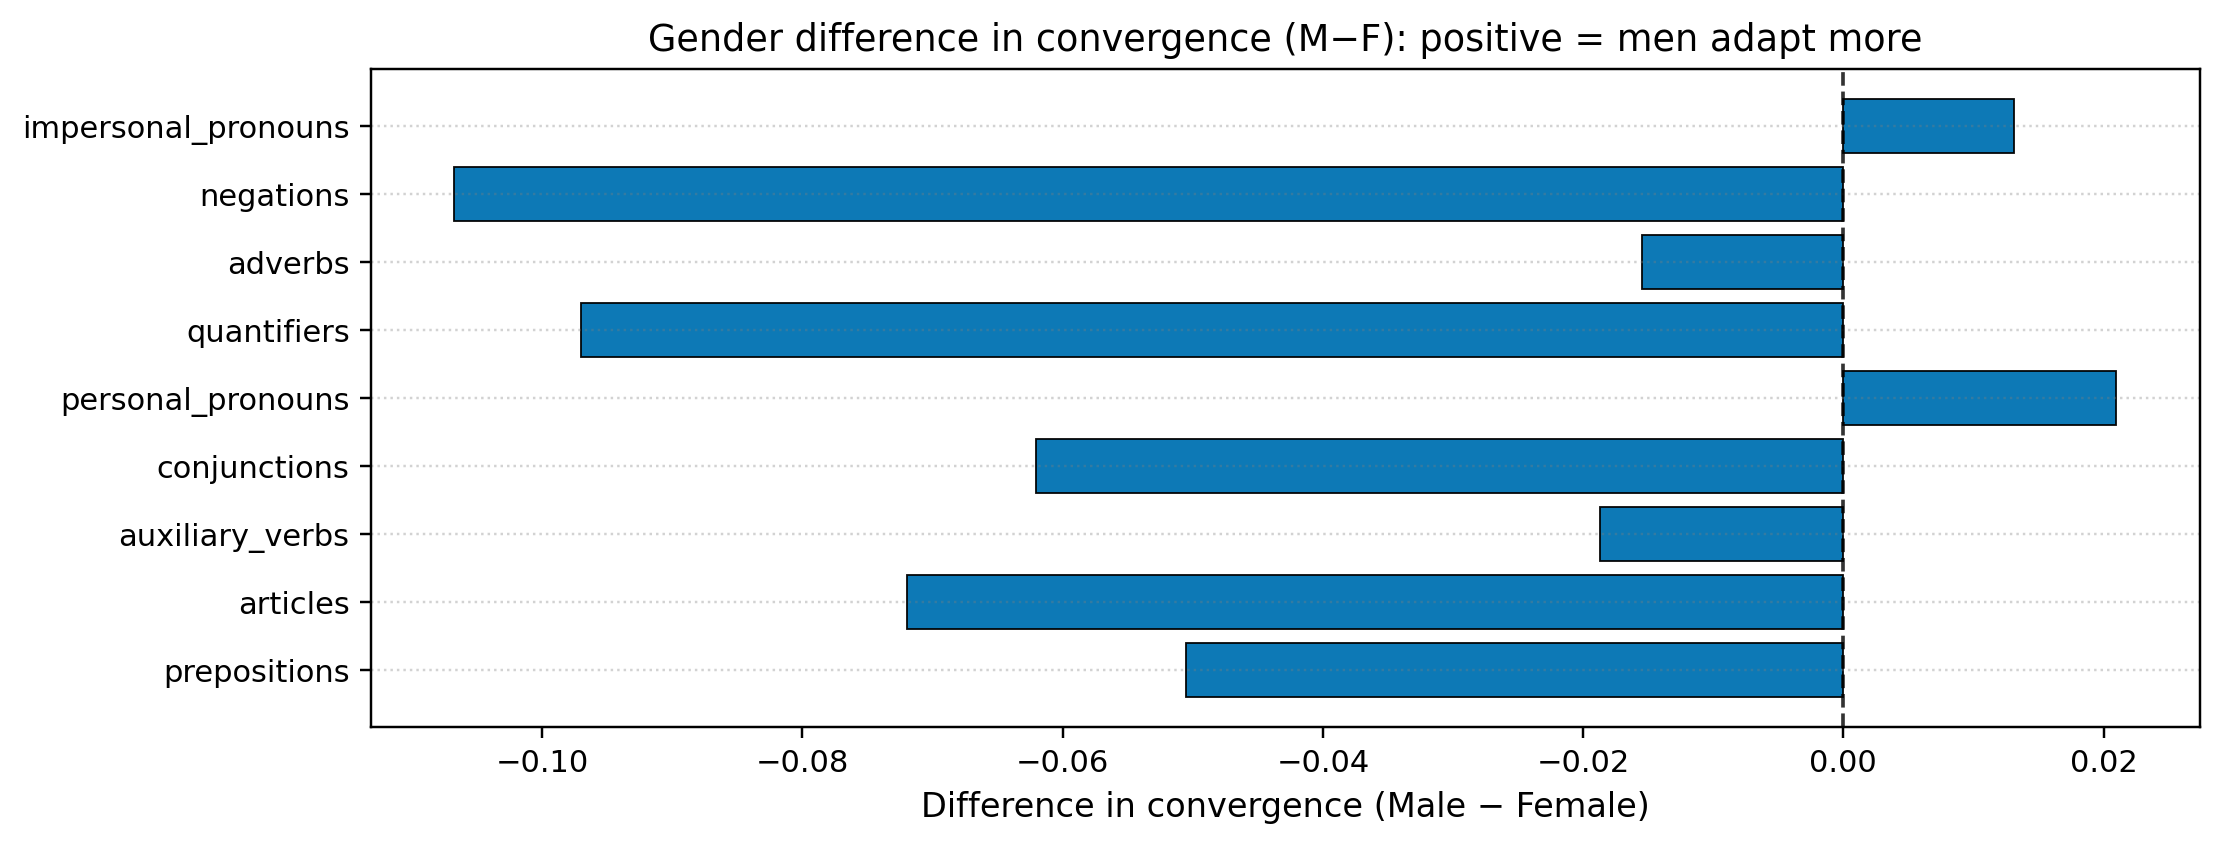 Gender difference in convergence (M−F): positive = men adapt more
impersonal_pronouns
negations
adverbs
quantifiers
personal_pronouns
conjunctions
auxiliary_verbs
articles
prepositions
−0.10 −0.08 −0.06 −0.04 −0.02 0.00 0.02
Difference in convergence (Male − Female)